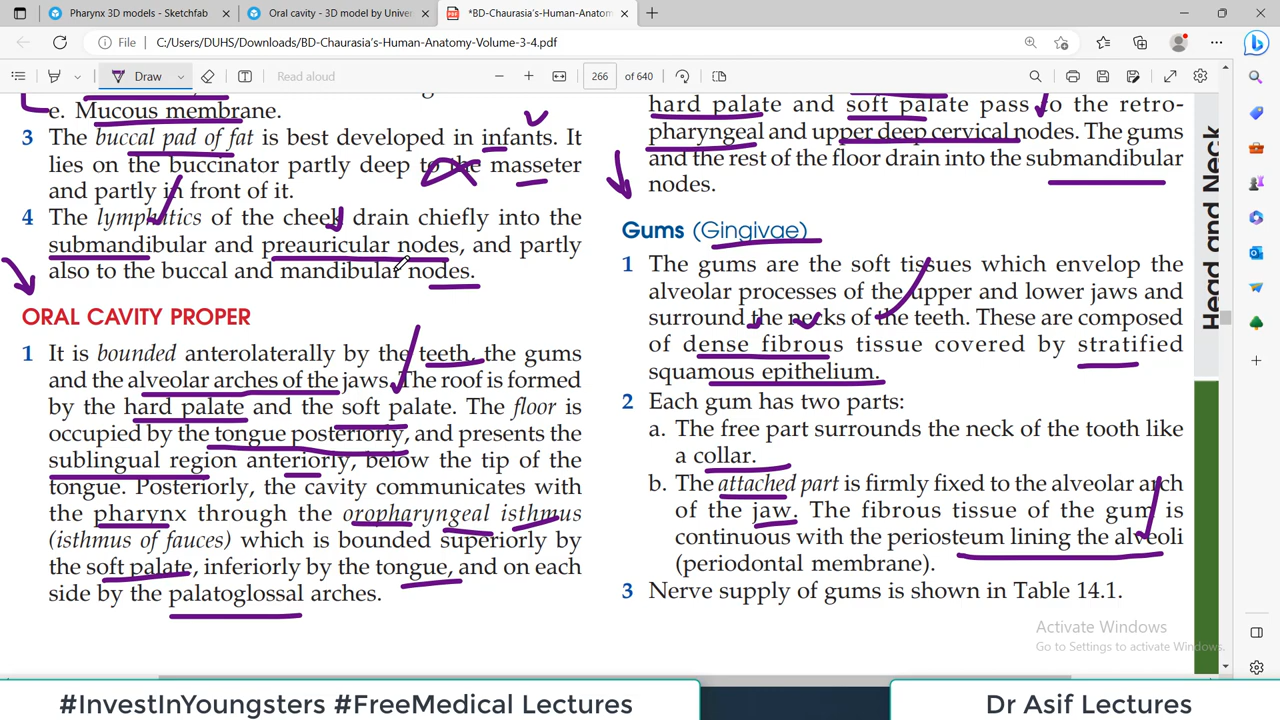 Pharynx 3D models - Sketchfab
Oral cavity - 3D model by Univer
*BD-Chaurasia's-Human-Anatomy-
File C:/Users/DUHS/Downloads/BD-Chaurasia's-Human-Anatomy-Volume-3-4.pdf
Draw
Read aloud
266 of 640
e. Mucous membrane.
3 The buccal pad of fat is best developed in infants. It
lies on the buccinator partly deep to the masseter
and partly in front of it.
4 The lymphatics of the cheek drain chiefly into the
submandibular and preauricular nodes, and partly
also to the buccal and mandibular nodes.
ORAL CAVITY PROPER
1 It is bounded anterolaterally by the teeth, the gums
and the alveolar arches of the jaws. The roof is formed
by the hard palate and the soft palate. The floor is
occupied by the tongue posteriorly, and presents the
sublingual region anteriorly, below the tip of the
tongue. Posteriorly, the cavity communicates with
the pharynx through the oropharyngeal isthmus
(isthmus of fauces) which is bounded superiorly by
the soft palate, inferiorly by the tongue, and on each
side by the palatoglossal arches.
hard palate and soft palate pass to the retro-
pharyngeal and upper deep cervical nodes. The gums
and the rest of the floor drain into the submandibular
nodes.
Gums (Gingivae)
1 The gums are the soft tissues which envelop the
alveolar processes of the upper and lower jaws and
surround the necks of the teeth. These are composed
of dense fibrous tissue covered by stratified
squamous epithelium.
2 Each gum has two parts:
a. The free part surrounds the neck of the tooth like
a collar.
b. The attached part is firmly fixed to the alveolar arch
of the jaw. The fibrous tissue of the gum is
continuous with the periosteum lining the alveoli
(periodontal membrane).
3 Nerve supply of gums is shown in Table 14.1.
Head and Neck
Activate Windows
Go to Settings to activate Windows.
#InvestInYoungsters #FreeMedical Lectures
Dr Asif Lectures